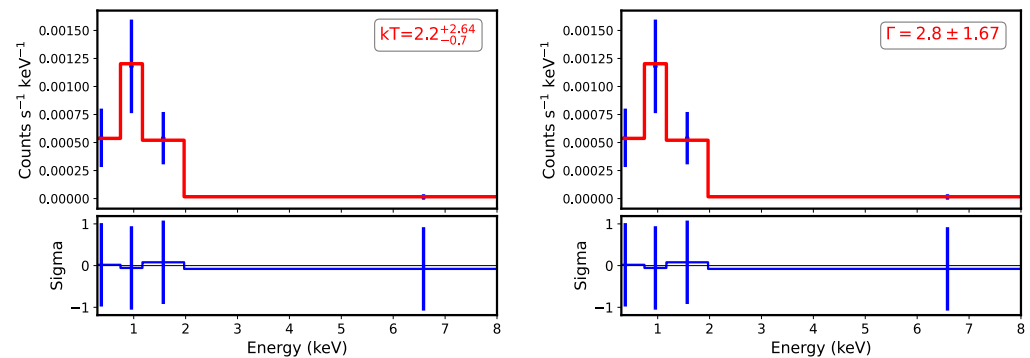 kT=2.2^{+2.64}_{-0.7}
Counts s⁻¹ keV⁻¹
0.00150
0.00125
0.00100
0.00075
0.00050
0.00025
0.00000
Sigma
1
0
−1
1 2 3 4 5 6 7 8
Energy (keV)
Γ = 2.8 ± 1.67
Counts s⁻¹ keV⁻¹
0.00150
0.00125
0.00100
0.00075
0.00050
0.00025
0.00000
Sigma
1
0
−1
1 2 3 4 5 6 7 8
Energy (keV)